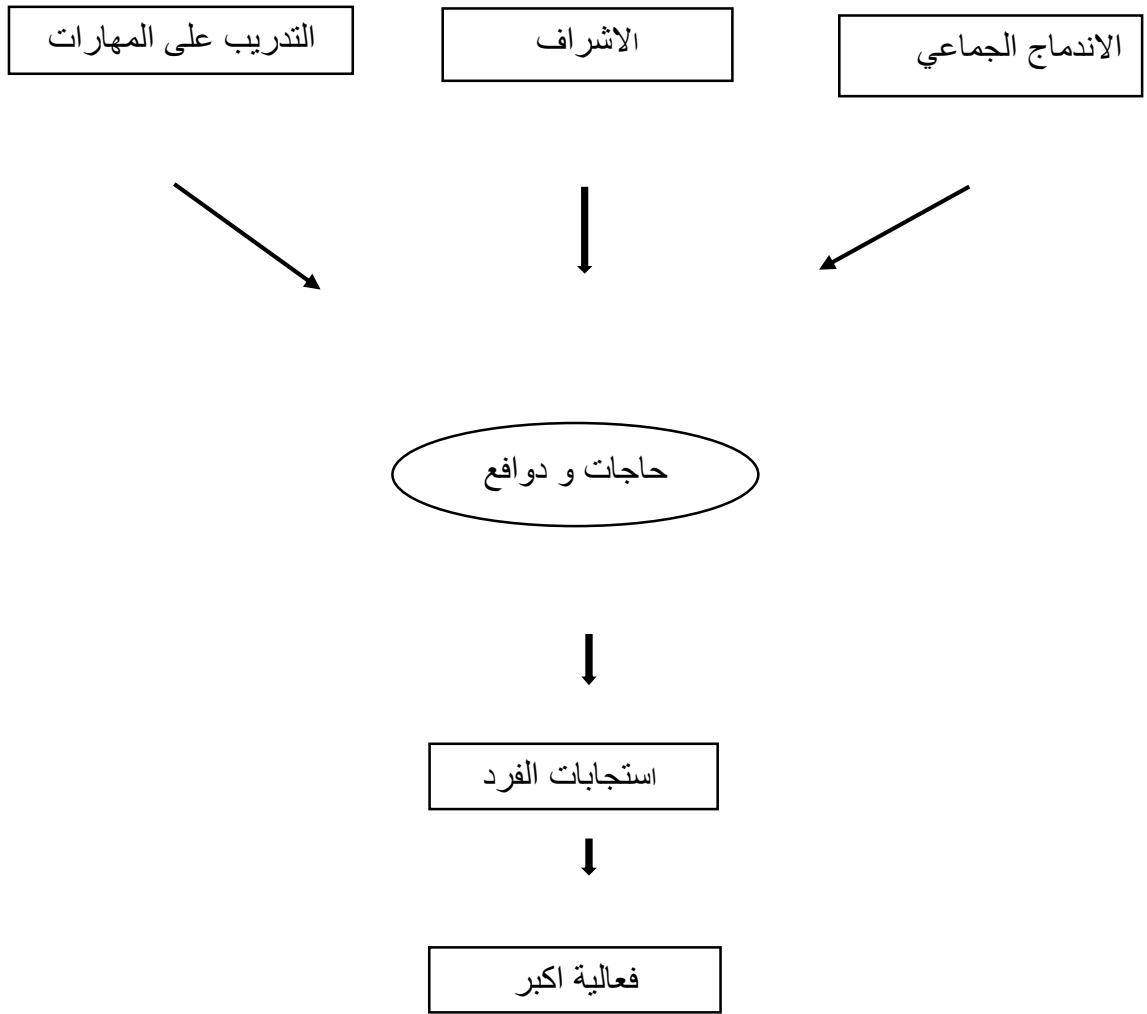 الاندماج الجماعي
الاشراف
التدريب على المهارات
حاجات و دوافع
استجابات الفرد
فعالية اكبر